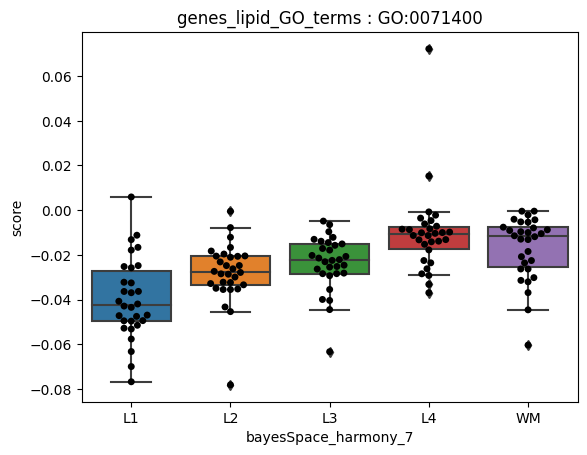 genes_lipid_GO_terms : GO:0071400
0.06
0.04
0.02
0.00
−0.02
−0.04
−0.06
−0.08
score
L1 L2 L3 L4 WM
bayesSpace_harmony_7